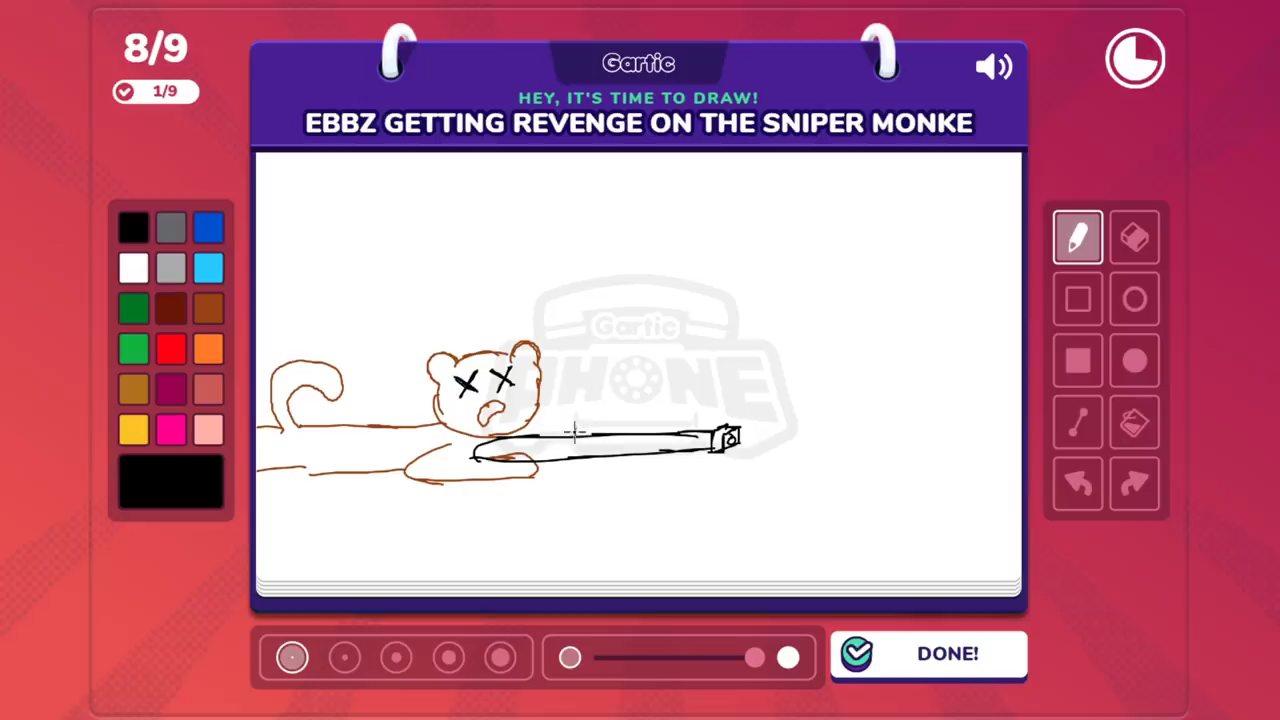 8/9
1/9
Gartic
HEY, IT'S TIME TO DRAW!
EBBZ GETTING REVENGE ON THE SNIPER MONKE
Gartic
PHONE
DONE!